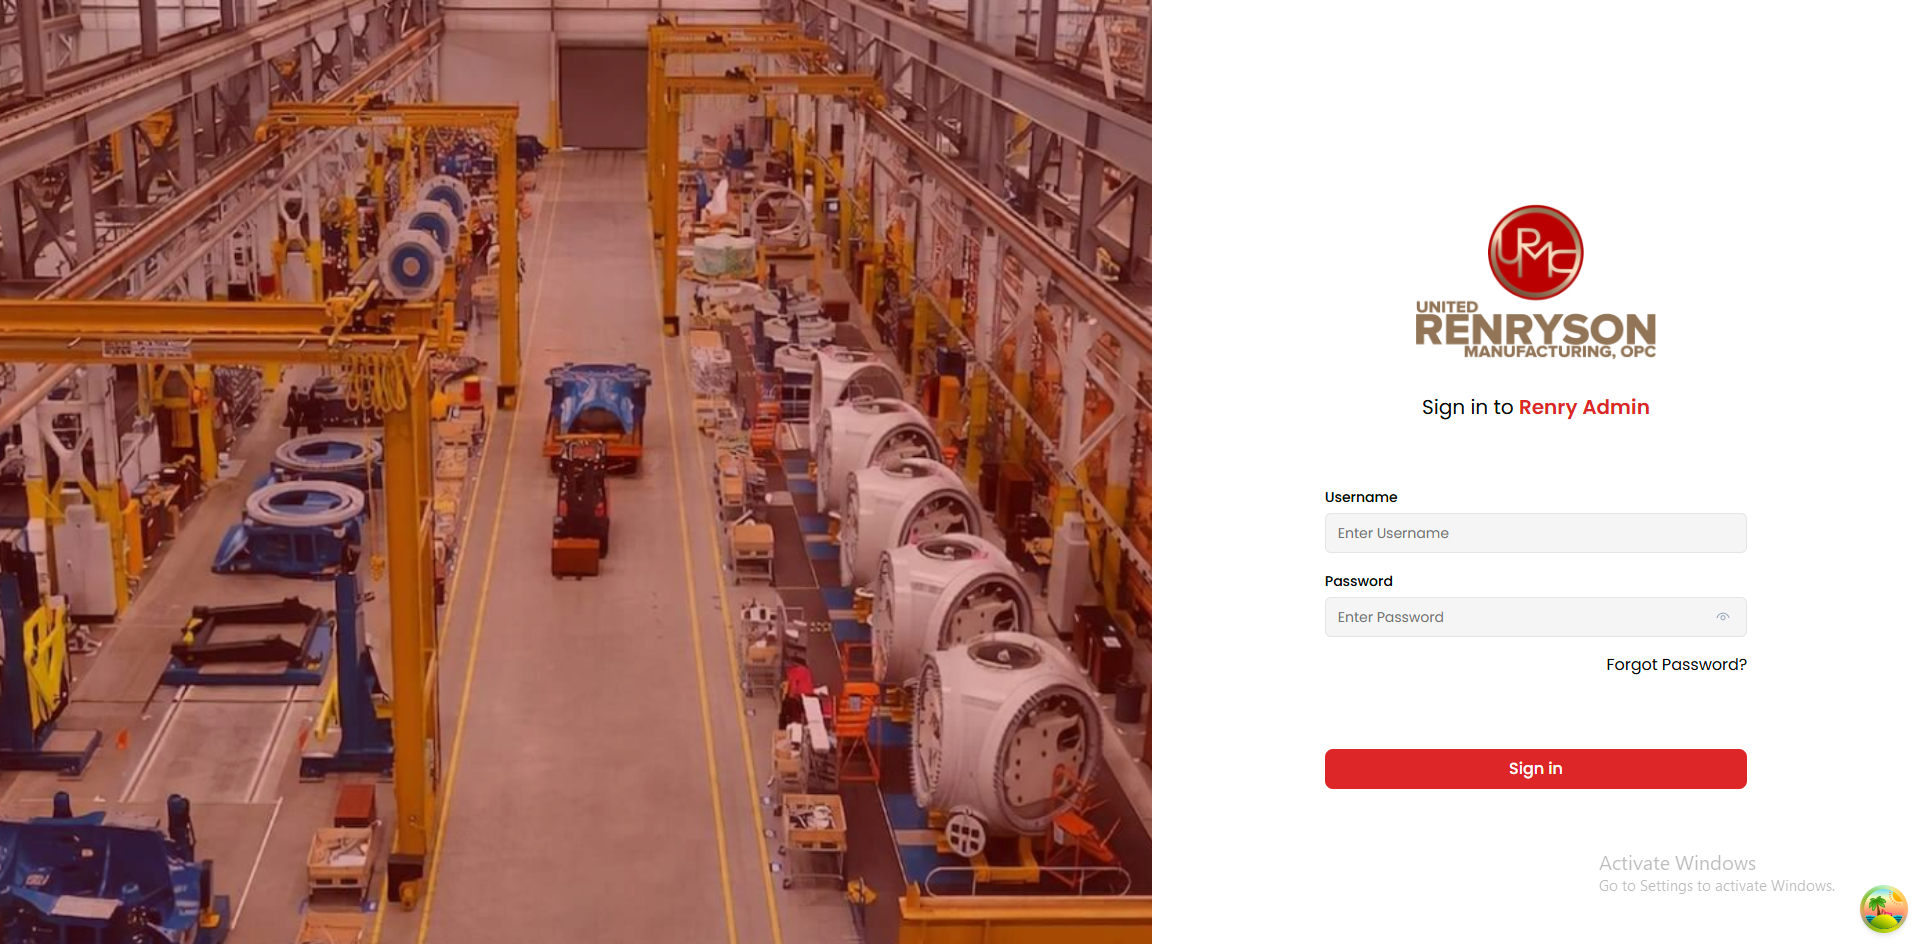 URMC
UNITED
RENRYSON
MANUFACTURING, OPC
Sign in to Renry Admin
Username
Enter Username
Password
Enter Password
Forgot Password?
Sign in
Activate Windows
Go to Settings to activate Windows.